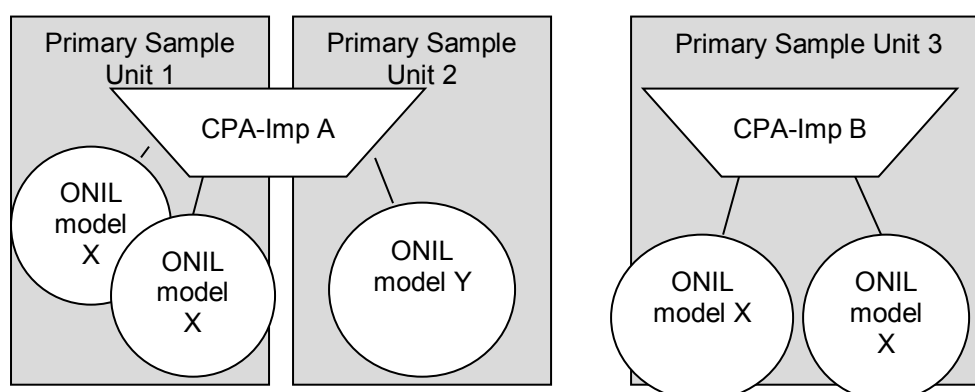 Primary Sample
Unit 1
Primary Sample
Unit 2
CPA-Imp A
ONIL
model
X
ONIL
model
X
ONIL
model Y
Primary Sample Unit 3
CPA-Imp B
ONIL
model X
ONIL
model
X